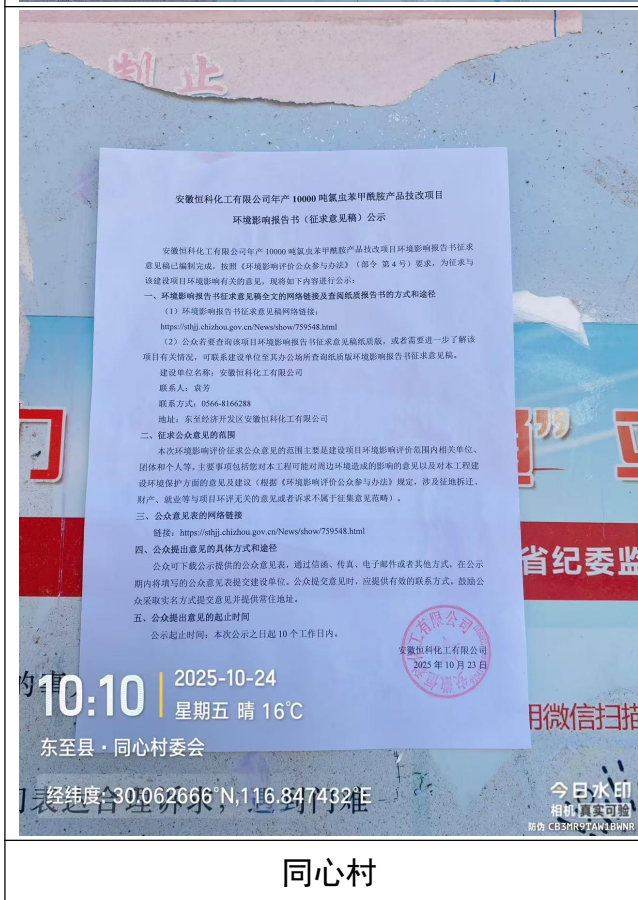 制 止
安徽恒科化工有限公司年产 10000 吨氯虫苯甲酰胺产品技改项目
环境影响报告书（征求意见稿）公示
安徽恒科化工有限公司年产 10000 吨氯虫苯甲酰胺产品技改项目环境影响报告书征求
意见稿已编制完成，按照《环境影响评价公众参与办法》（部令 第 4 号）要求，为征求与
该建设项目环境影响有关的意见，现将如下内容进行公示：
一、环境影响报告书征求意见稿全文的网络链接及查阅纸质报告书的方式和途径
（1）环境影响报告书征求意见稿网络链接：
https://sthjj.chizhou.gov.cn/News/show/759548.html
（2）公众若要查询该项目环境影响报告书征求意见稿纸质版，或者需要进一步了解该
项目有关情况，可联系建设单位至其办公场所查询纸质版环境影响报告书征求意见稿。
建设单位名称：安徽恒科化工有限公司
联系人：袁芳
联系方式：0566-8166288
地址：东至经济开发区安徽恒科化工有限公司
二、征求公众意见的范围
本次环境影响评价征求公众意见的范围主要是建设项目环境影响评价范围内相关单位、
团体和个人等。主要事项包括您对本工程可能对周边环境造成的影响的意见以及对本工程建
设环境保护方面的意见及建议（根据《环境影响评价公众参与办法》规定，涉及征地拆迁、
财产、就业等与项目环评无关的意见或者诉求不属于征集意见范畴）。
三、公众意见表的网络链接
链接：https://sthjj.chizhou.gov.cn/News/show/759548.html
四、公众提出意见的具体方式和途径
公众可下载公示提供的公众意见表，通过信函、传真、电子邮件或者其他方式，在公示
期内将填写的公众意见表提交建设单位。公众提交意见时，应提供有效的联系方式。鼓励公
众采取实名方式提交意见并提供常住地址。
五、公众提出意见的起止时间
公示起止时间：本次公示之日起 10 个工作日内。
安徽恒科化工有限公司
2025 年 10 月 23 日
省纪委监
用微信扫描
10:10
2025-10-24
星期五 晴 16℃
东至县·同心村委会
经纬度：30.062666°N,116.847432°E
今日水印
相机 真实可验
防伪 CB3MR9TAW1BWNR
同心村